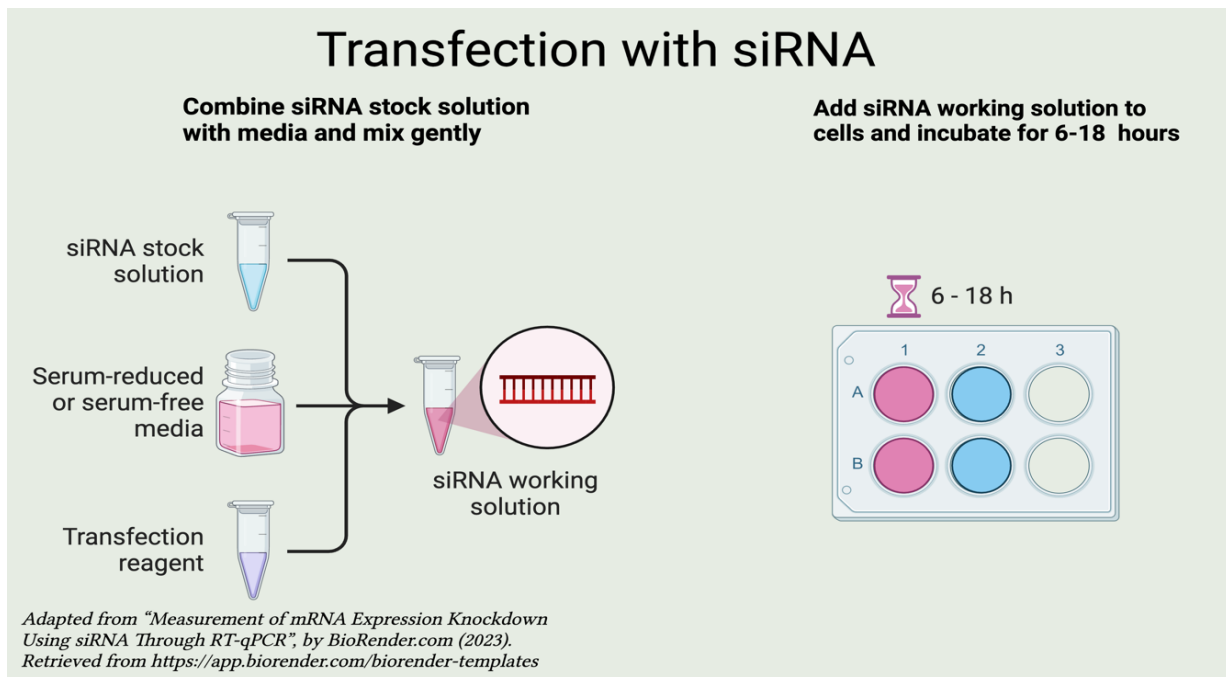 Transfection with siRNA
Combine siRNA stock solution
with media and mix gently
siRNA stock
solution
Serum-reduced
or serum-free
media
Transfection
reagent
siRNA working
solution
Add siRNA working solution to
cells and incubate for 6-18 hours
6 - 18 h
1 2 3
A
B
Adapted from “Measurement of mRNA Expression Knockdown
Using siRNA Through RT-qPCR”, by BioRender.com (2023).
Retrieved from https://app.biorender.com/biorender-templates